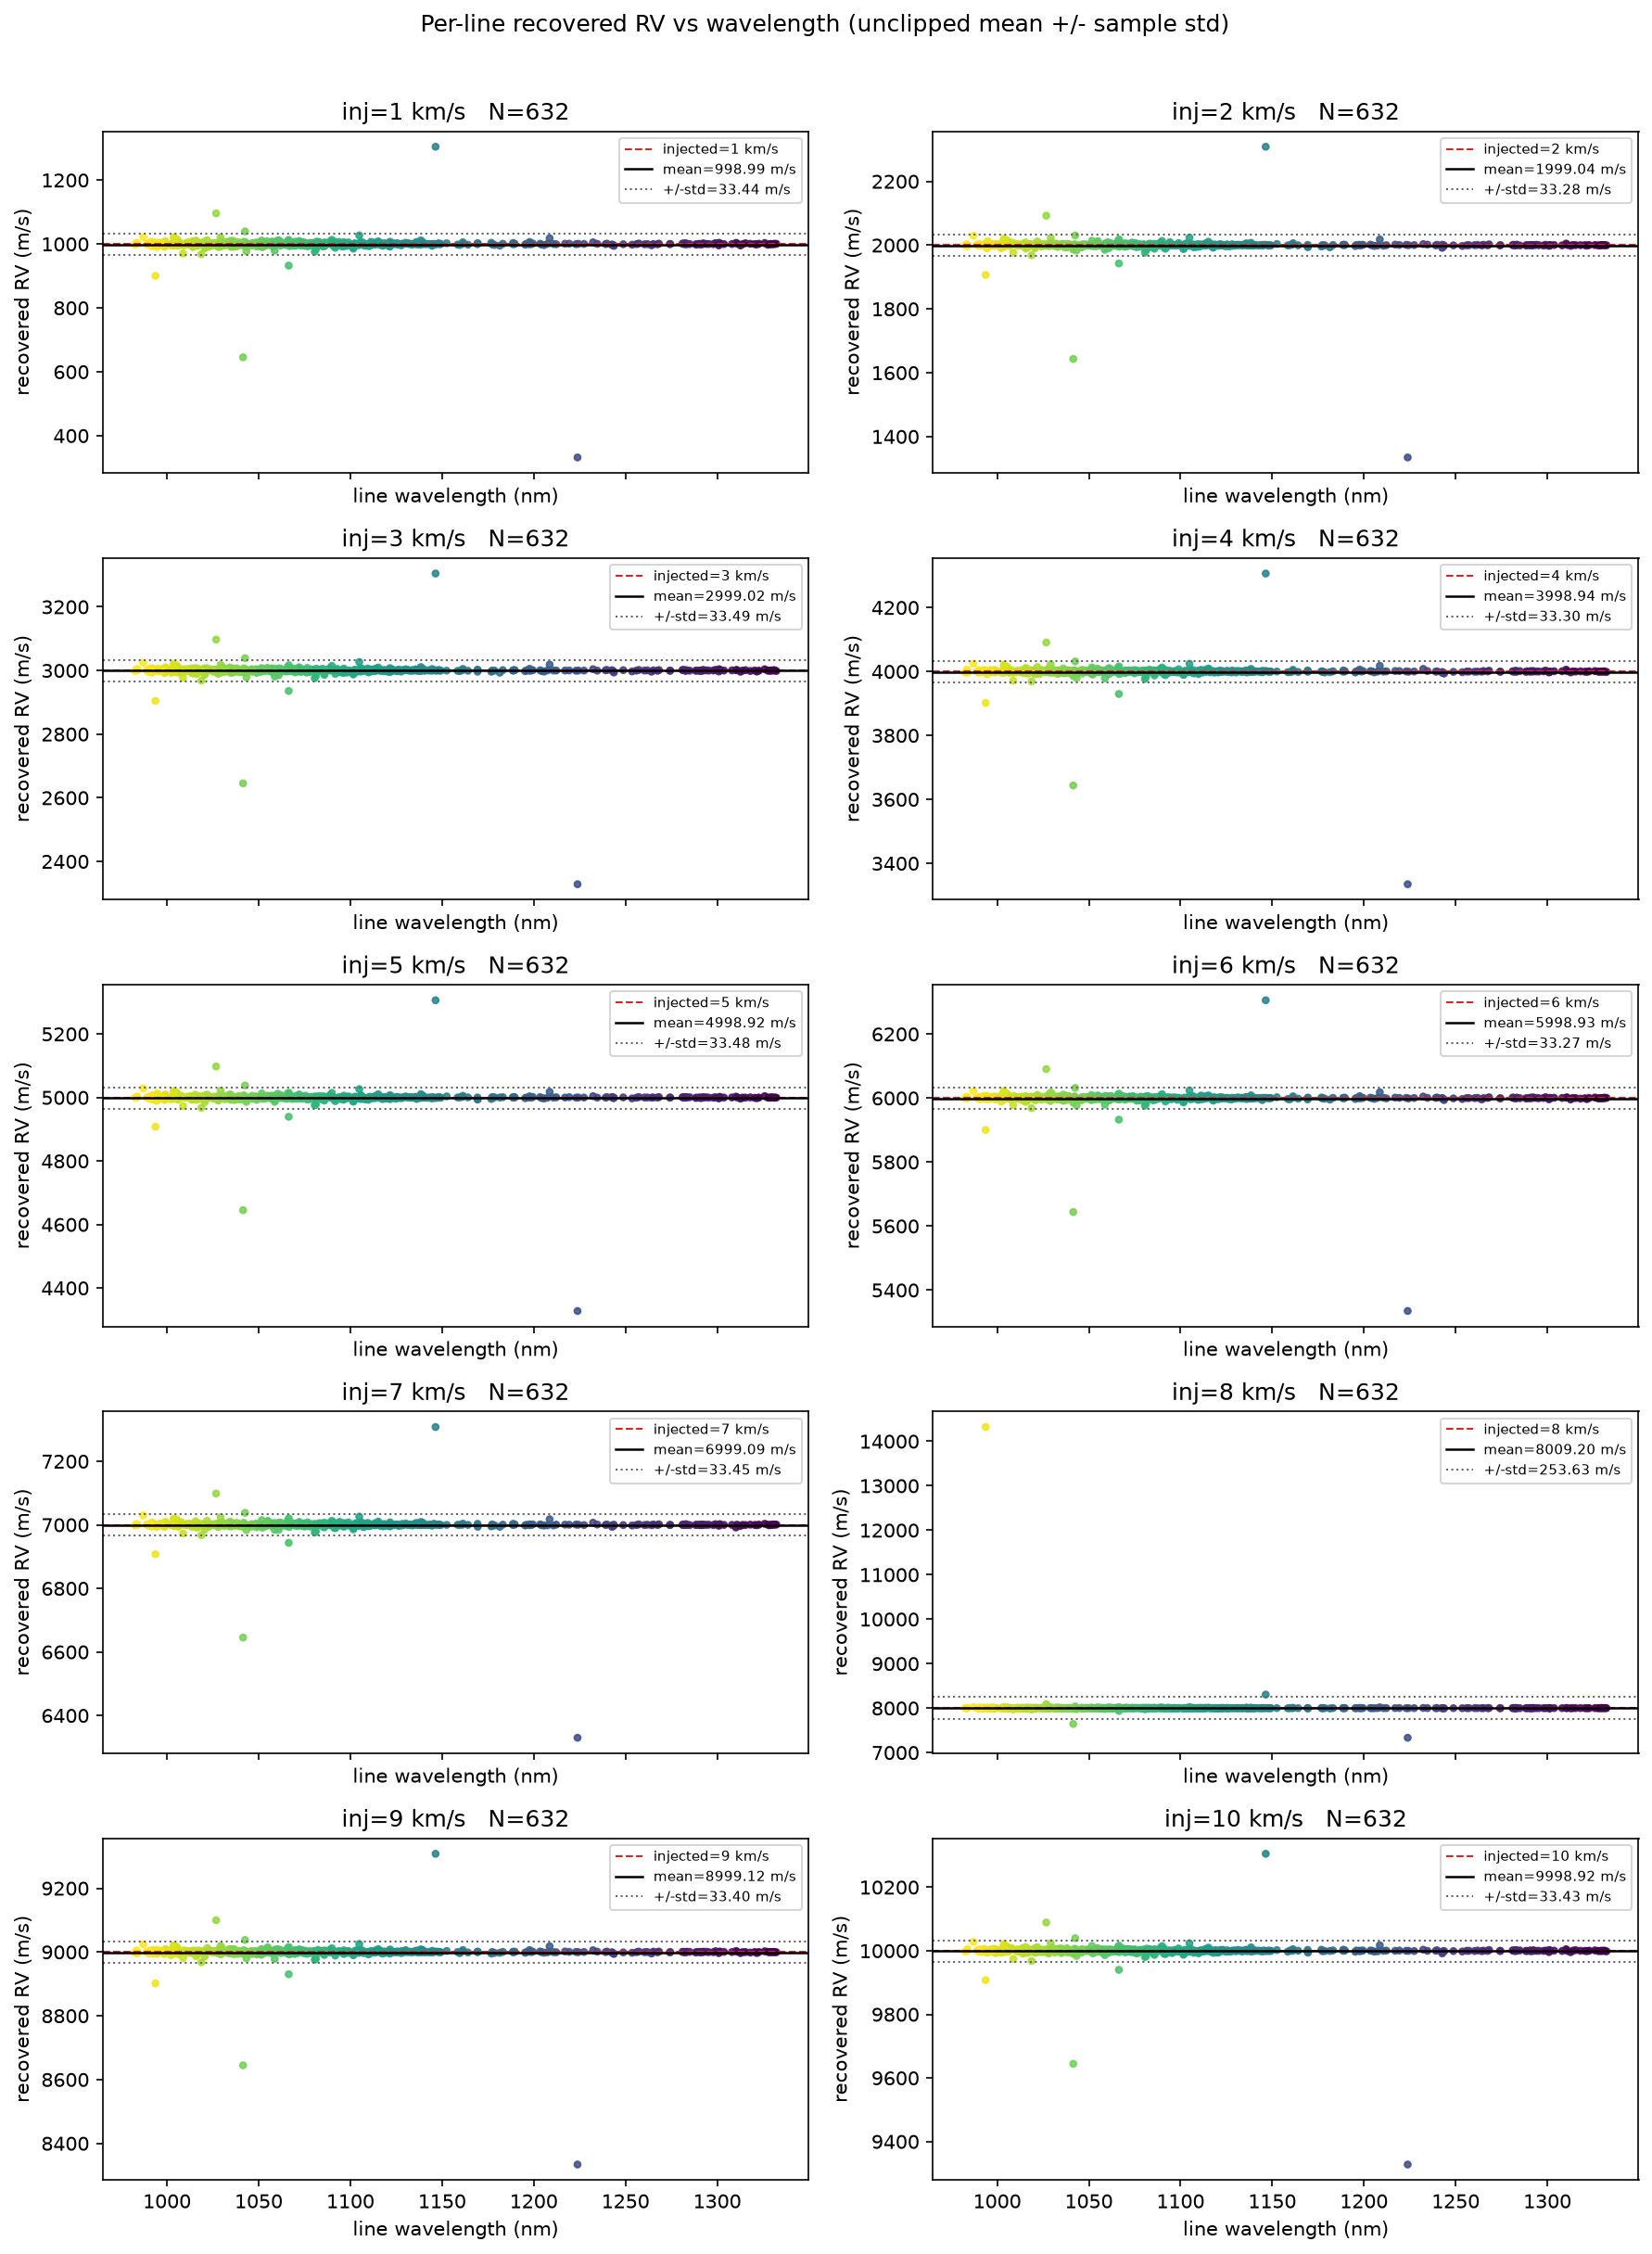 Per-line recovered RV vs wavelength (unclipped mean +/- sample std)
inj=1 km/s   N=632
injected=1 km/s
mean=998.99 m/s
+/-std=33.44 m/s
recovered RV (m/s)
1200
1000
800
600
400
line wavelength (nm)
inj=2 km/s   N=632
injected=2 km/s
mean=1999.04 m/s
+/-std=33.28 m/s
recovered RV (m/s)
2200
2000
1800
1600
1400
line wavelength (nm)
inj=3 km/s   N=632
injected=3 km/s
mean=2999.02 m/s
+/-std=33.49 m/s
recovered RV (m/s)
3200
3000
2800
2600
2400
line wavelength (nm)
inj=4 km/s   N=632
injected=4 km/s
mean=3998.94 m/s
+/-std=33.30 m/s
recovered RV (m/s)
4200
4000
3800
3600
3400
line wavelength (nm)
inj=5 km/s   N=632
injected=5 km/s
mean=4998.92 m/s
+/-std=33.48 m/s
recovered RV (m/s)
5200
5000
4800
4600
4400
line wavelength (nm)
inj=6 km/s   N=632
injected=6 km/s
mean=5998.93 m/s
+/-std=33.27 m/s
recovered RV (m/s)
6200
6000
5800
5600
5400
line wavelength (nm)
inj=7 km/s   N=632
injected=7 km/s
mean=6999.09 m/s
+/-std=33.45 m/s
recovered RV (m/s)
7200
7000
6800
6600
6400
line wavelength (nm)
inj=8 km/s   N=632
injected=8 km/s
mean=8009.20 m/s
+/-std=253.63 m/s
recovered RV (m/s)
14000
13000
12000
11000
10000
9000
8000
7000
line wavelength (nm)
inj=9 km/s   N=632
injected=9 km/s
mean=8999.12 m/s
+/-std=33.40 m/s
recovered RV (m/s)
9200
9000
8800
8600
8400
1000 1050 1100 1150 1200 1250 1300
line wavelength (nm)
inj=10 km/s   N=632
injected=10 km/s
mean=9998.92 m/s
+/-std=33.43 m/s
recovered RV (m/s)
10200
10000
9800
9600
9400
1000 1050 1100 1150 1200 1250 1300
line wavelength (nm)